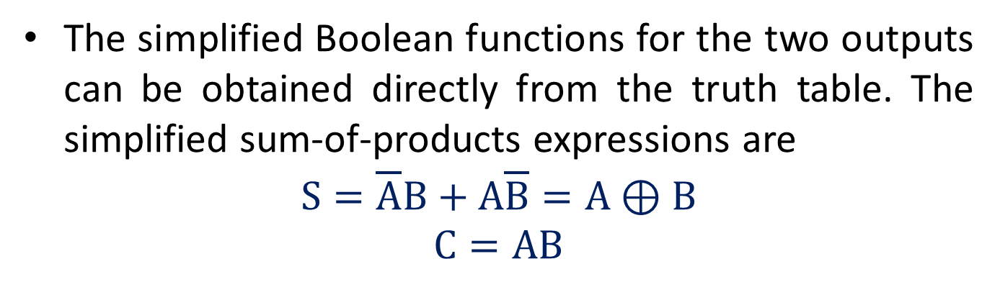 • The simplified Boolean functions for the two outputs
can be obtained directly from the truth table. The
simplified sum-of-products expressions are
S = A̅B + AB̅ = A ⊕ B
C = AB